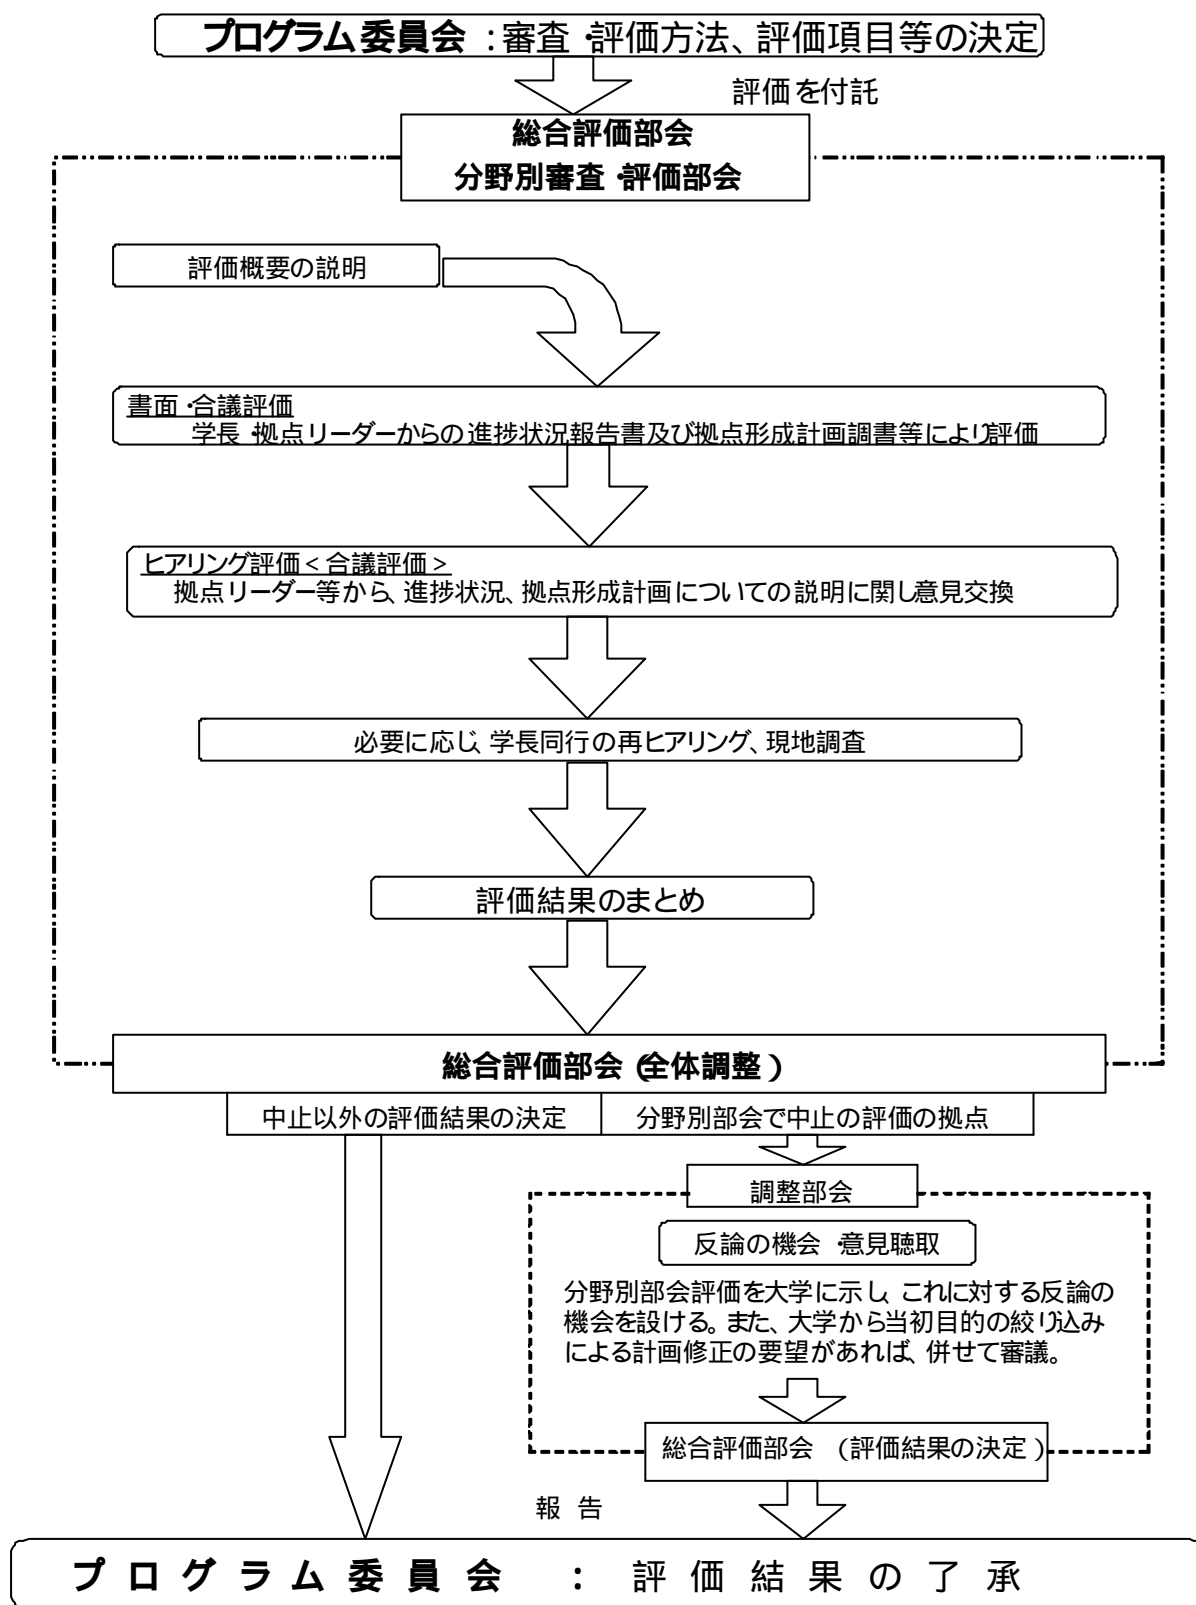 プログラム委員会 :審査・評価方法、評価項目等の決定
評価を付託
総合評価部会
分野別審査・評価部会
評価概要の説明
書面・合議評価
学長・拠点リーダーからの進捗状況報告書及び拠点形成計画調書等により評価
ヒアリング評価<合議評価>
拠点リーダー等から、進捗状況、拠点形成計画についての説明に関し意見交換
必要に応じ、学長同行の再ヒアリング、現地調査
評価結果のまとめ
総合評価部会(全体調整)
中止以外の評価結果の決定
分野別部会で中止の評価の拠点
調整部会
反論の機会・意見聴取
分野別部会評価を大学に示し、これに対する反論の
機会を設ける。また、大学から当初目的の絞り込み
による計画修正の要望があれば、併せて審議。
総合評価部会 (評価結果の決定)
報 告
プログラム委員会 : 評価結果の了承